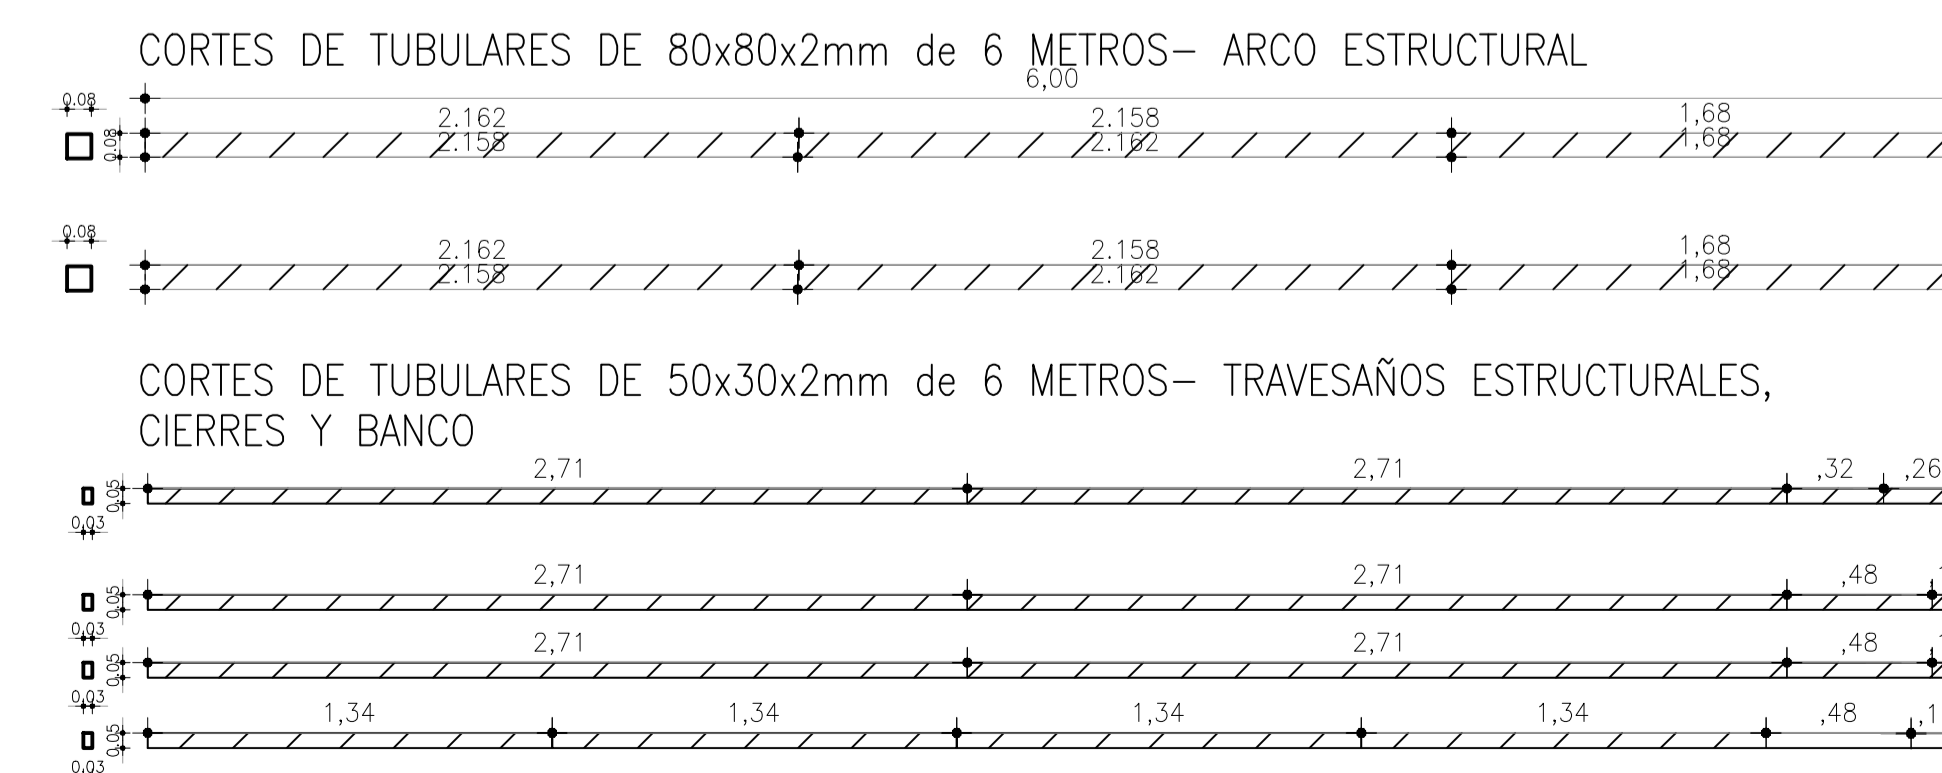 CORTES DE TUBULARES DE 80x80x2mm de 6 METROS- ARCO ESTRUCTURAL
6,00
0.08
2.162 2.158 1,68
0.08 2.158 2.162 1,68
0.08
2.162 2.158 1,68
2.158 2.162 1,68
CORTES DE TUBULARES DE 50x30x2mm de 6 METROS- TRAVESAÑOS ESTRUCTURALES,
CIERRES Y BANCO
2,71 2,71 ,32 ,26
0.05
0.03
2,71 2,71 ,48
0.05
0.03
2,71 2,71 ,48
0.05
0.03
1,34 1,34 1,34 1,34 ,48 ,1
0.05
0.03